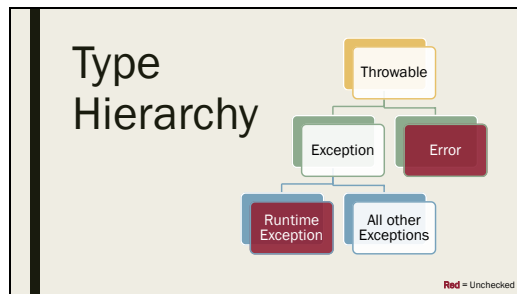 Type
Hierarchy
Throwable
Exception
Error
Runtime
Exception
All other
Exceptions
Red = Unchecked